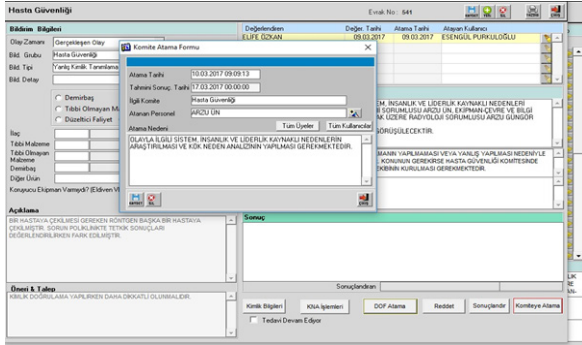 Hasta Güvenliği
Evrak No : 641
Bildirim Bilgileri
Olay Zamanı Gerçekleşen Olay
Bild. Grubu Hasta Güvenliği
Bild. Tipi Yanlış Kimlik Tanımlama
Bild. Detay
Demirbaş
Tıbbi Olmayan M
Düzeltici Faliyet
İlaç
Tıbbi Malzeme
Tıbbi Olmayan
Malzeme
Demirbaş
Diğer Ürün
Koruyucu Ekipman Varmıydı? (Eldiven V
Açıklama
BİR HASTAYA ÇEKİLMESİ GEREKEN RÖNTGEN BAŞKA BİR HASTAYA
ÇEKİLMİŞTİR. SORUN POLİKLİNİKTE TETKİK SONUÇLARI
DEĞERLENDİRİLİRKEN FARK EDİLMİŞTİR.
Öneri & Talep
KİMLİK DOĞRULAMA YAPILIRKEN DAHA DİKKATLİ OLUNMALIDIR.
Değerlendiren Değer. Tarihi Atama Tarihi Atayan Kullanıcı
ELİFE ÖZKAN 09.03.2017 09.03.2017 ESENGÜL PÜRKÜLOĞLU
Komite Atama Formu
Atama Tarihi 10.03.2017 09:09:13
Tahmini Sonuç. Tarihi 17.03.2017 00:00:00
İlgili Komite Hasta Güvenliği
Atanan Personel ARZU ÜN
Tüm Üyeler Tüm Kullanıcılar
Atama Nedeni
OLAYLA İLGİLİ SİSTEM, İNSANLIK VE LİDERLİK KAYNAKLI NEDENLERİN
ARAŞTIRILMASI VE KÖK NEDEN ANALİZİNİN YAPILMASI GEREKMEKTEDİR.
EM, İNSANLIK VE LİDERLİK KAYNAKLI NEDENLERİ
SORUMLUSU ARZU ÜN, EKİPMAN-ÇEVRE VE BİLGİ
AK ÜZERE RADYOLOJİ SORUMLUSU ARZU GÜNGÖR
GÖRÜŞÜLECEKTİR.
MANIN YAPILMAMASI VEYA YANLIŞ YAPILMASI NEDENİYLE
. KONUNUN GEREKİRSE HASTA GÜVENLİĞİ KOMİTESİNDE
EKİBİNİN KURULMASI GEREKMEKTEDİR.
Sonuç
Sonuçlandıran
Kimlik Bilgileri KNA İşlemleri DÖF Atama Reddet Sonuçlandır Komiteye Atama
Tedavi Devam Ediyor